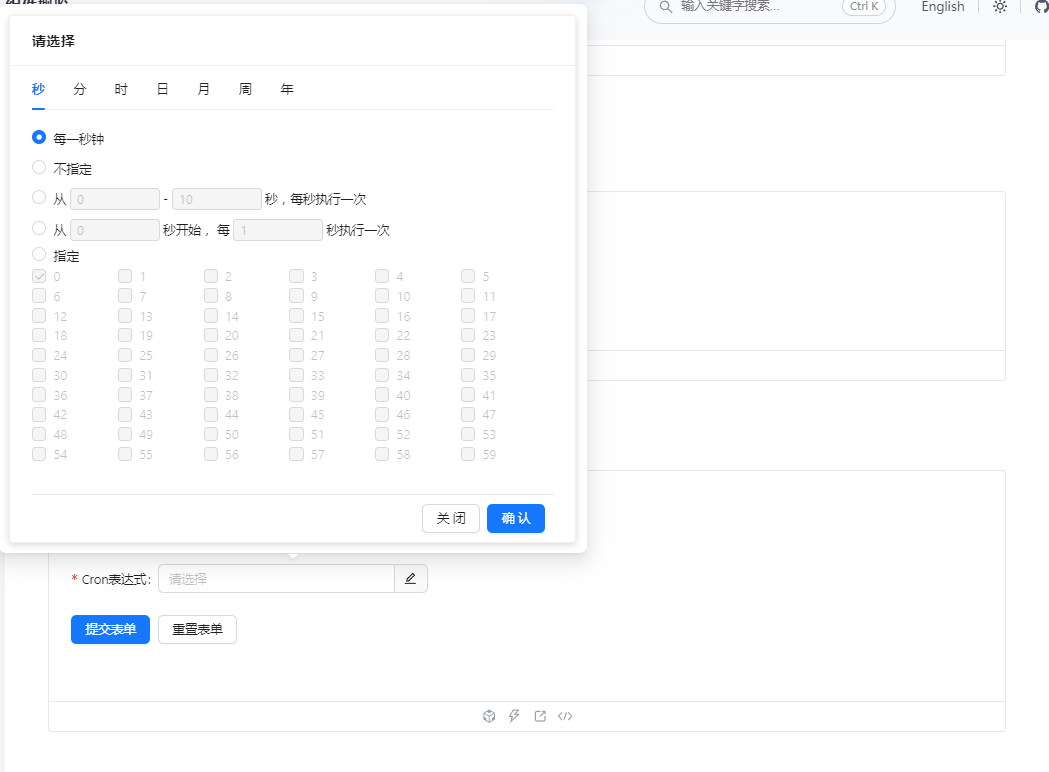 输入关键字搜索... Ctrl K English
请选择
秒 分 时 日 月 周 年
每一秒钟
不指定
从 0 - 10 秒，每秒执行一次
从 0 秒开始， 每 1 秒执行一次
指定
0 1 2 3 4 5
6 7 8 9 10 11
12 13 14 15 16 17
18 19 20 21 22 23
24 25 26 27 28 29
30 31 32 33 34 35
36 37 38 39 40 41
42 43 44 45 46 47
48 49 50 51 52 53
54 55 56 57 58 59
关 闭 确 认
* Cron表达式: 请选择
提交表单 重置表单